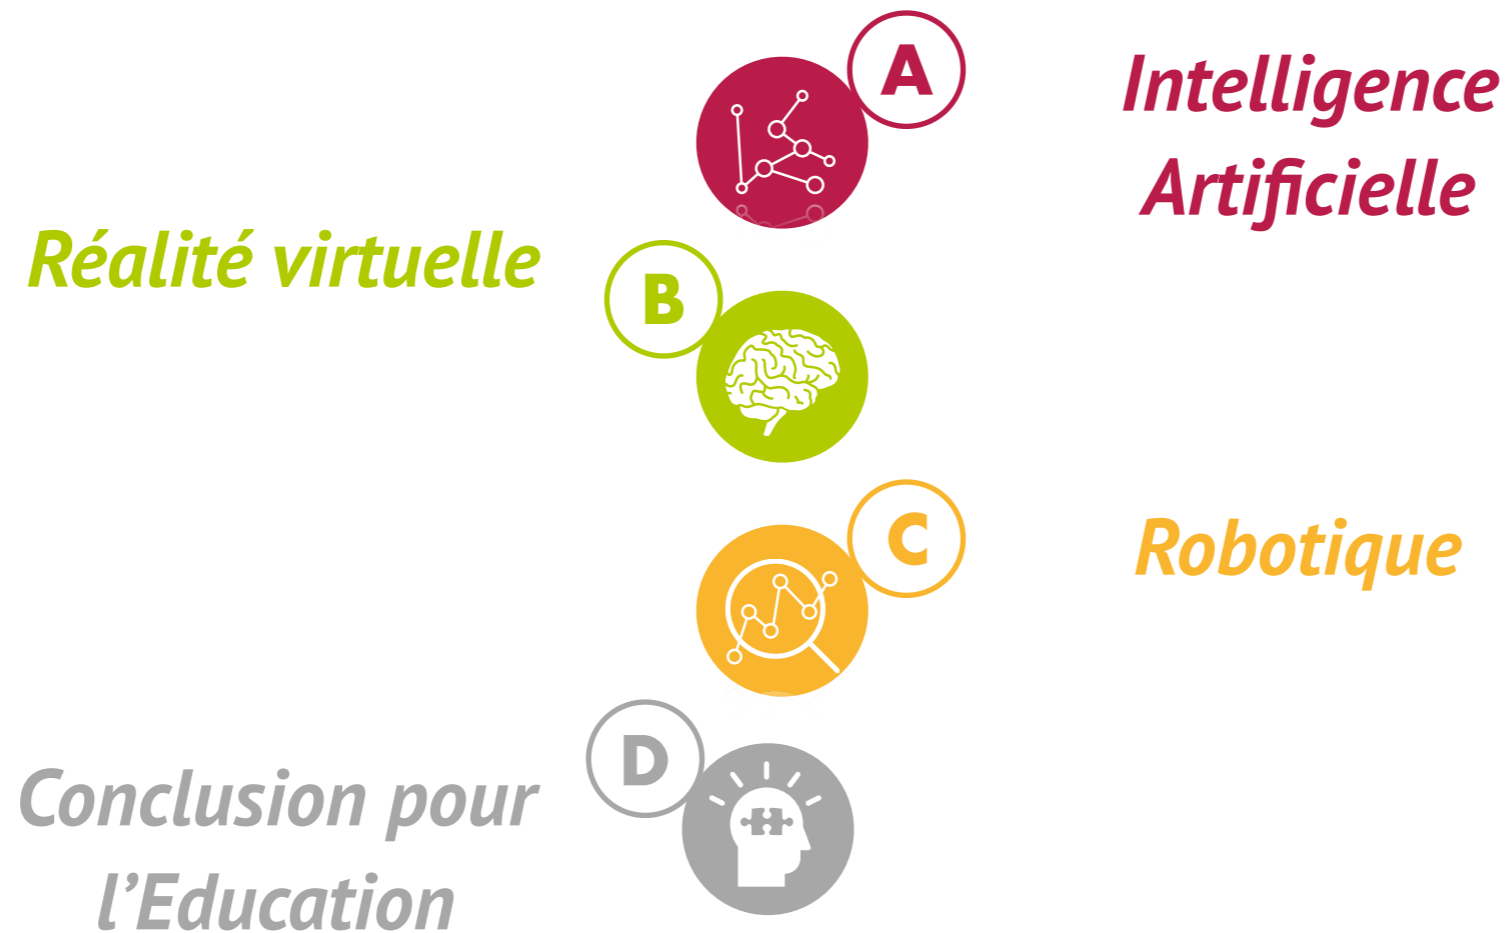 A
Intelligence
Artificielle
Réalité virtuelle
B
C
Robotique
D
Conclusion pour
l’Education